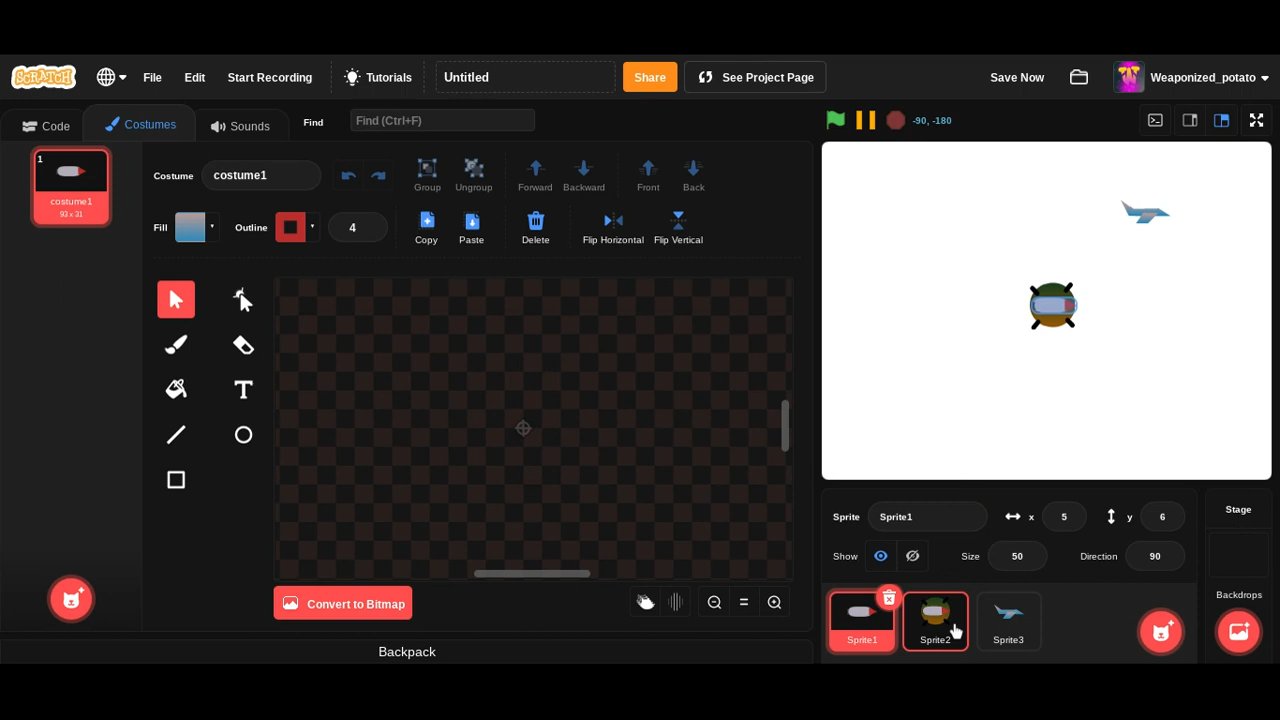 SCRATCH File Edit Start Recording Tutorials Untitled Share See Project Page Save Now Weaponized_potato
Code Costumes Sounds Find Find (Ctrl+F) -90, -180
1
costume1
93 x 31
Costume costume1 Group Ungroup Forward Backward Front Back
Fill Outline 4 Copy Paste Delete Flip Horizontal Flip Vertical
Convert to Bitmap
Backpack
Sprite Sprite1 x 5 y 6
Show Size 50 Direction 90
Sprite1 Sprite2 Sprite3
Stage
Backdrops